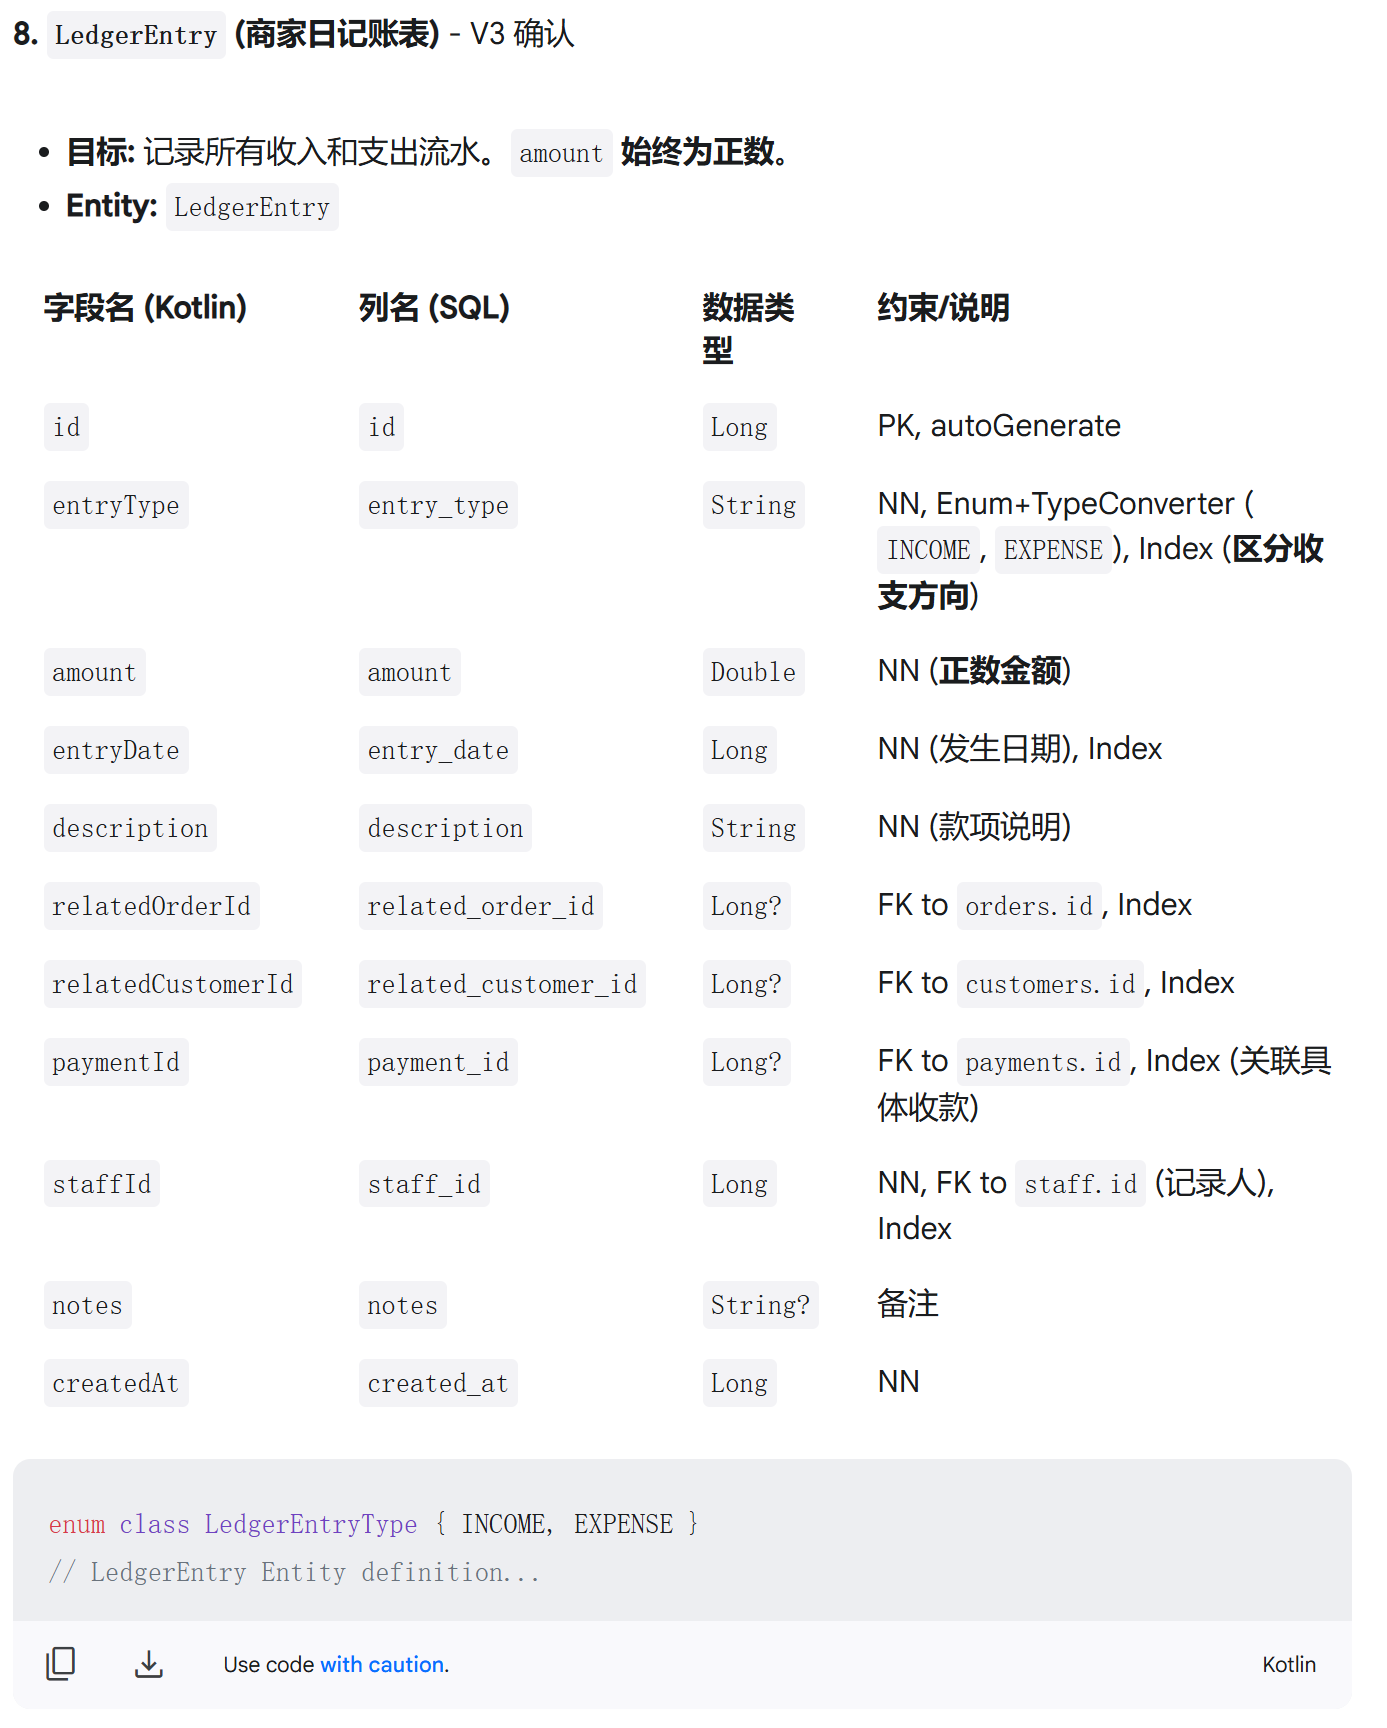 8. LedgerEntry (商家日记账表) - V3 确认
• 目标: 记录所有收入和支出流水。 amount 始终为正数。
• Entity: LedgerEntry
字段名 (Kotlin) 列名 (SQL) 数据类型 约束/说明
id id Long PK, autoGenerate
entryType entry_type String NN, Enum+TypeConverter (
INCOME, EXPENSE), Index (区分收
支方向)
amount amount Double NN (正数金额)
entryDate entry_date Long NN (发生日期), Index
description description String NN (款项说明)
relatedOrderId related_order_id Long? FK to orders.id, Index
relatedCustomerId related_customer_id Long? FK to customers.id, Index
paymentId payment_id Long? FK to payments.id, Index (关联具
体收款)
staffId staff_id Long NN, FK to staff.id (记录人),
Index
notes notes String? 备注
createdAt created_at Long NN
enum class LedgerEntryType { INCOME, EXPENSE }
// LedgerEntry Entity definition...
Use code with caution. Kotlin